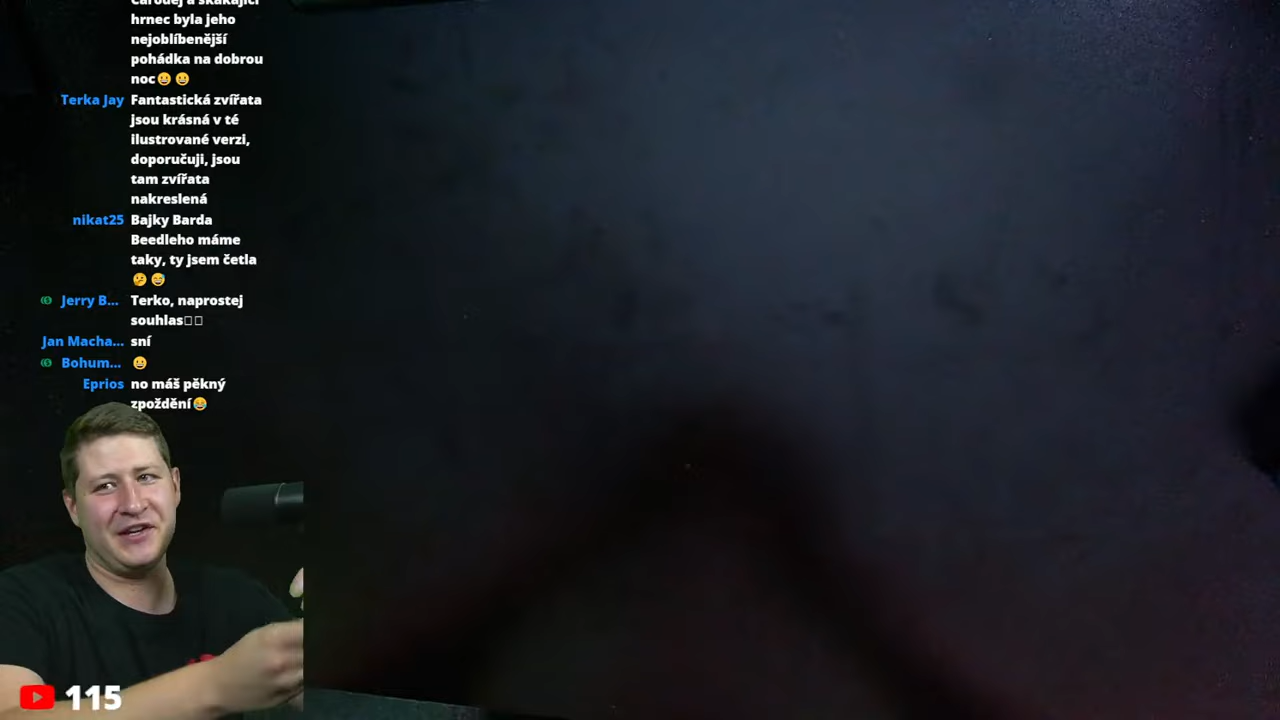 Čaroděj a skákající
hrnec byla jeho
nejoblíbenější
pohádka na dobrou
noc😀 😀
Terka Jay Fantastická zvířata
jsou krásná v té
ilustrované verzi,
doporučuji, jsou
tam zvířata
nakreslená
nikat25 Bajky Barda
Beedleho máme
taky, ty jsem četla
🤔 😅
Jerry B... Terko, naprostej
souhlas
Jan Macha... sní
Bohum... 😀
Eprios no máš pěkný
zpoždění😂
115